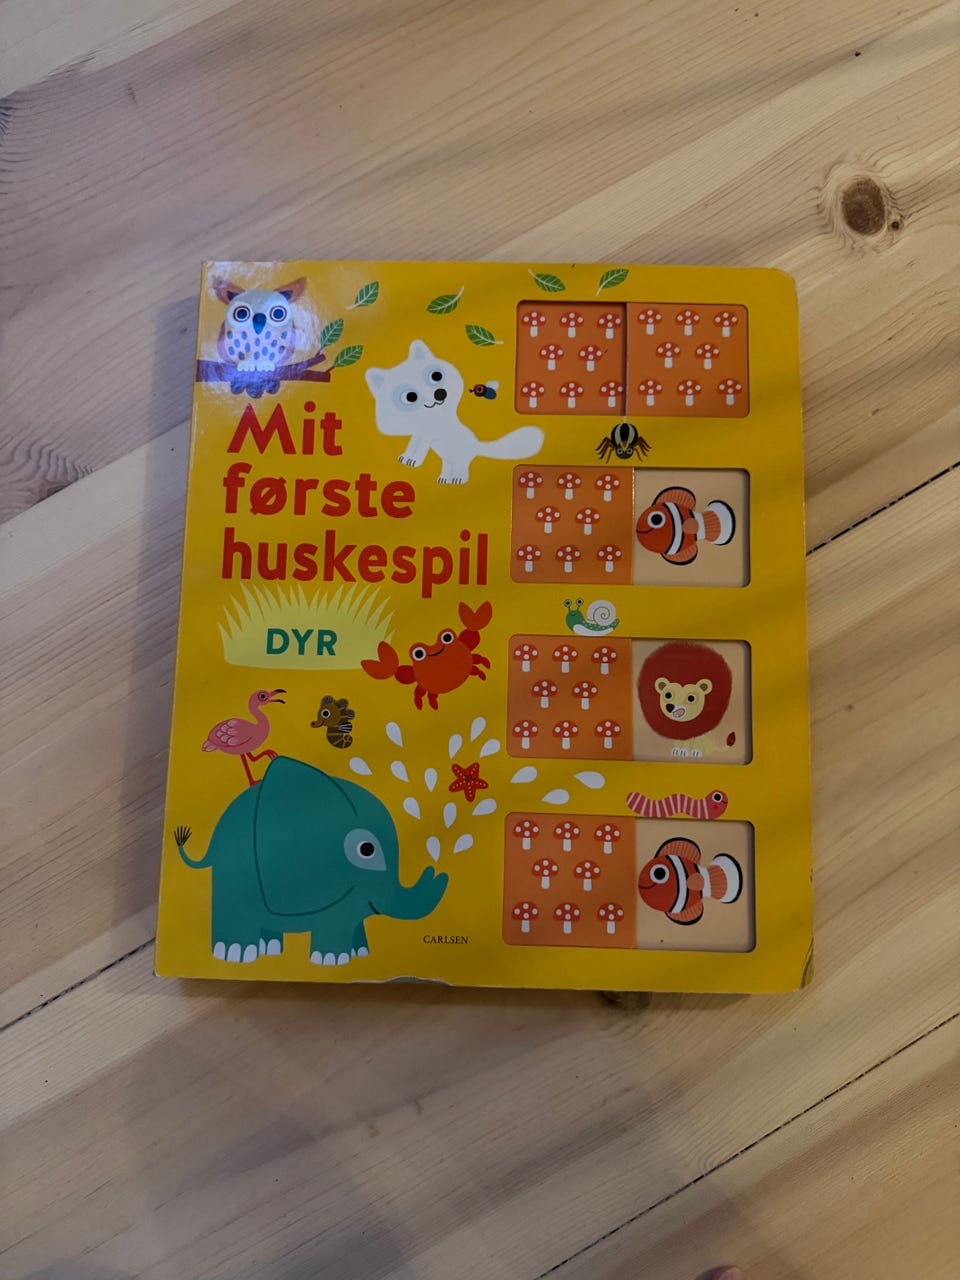 Mit
første
huskespil
DYR
CARLSEN